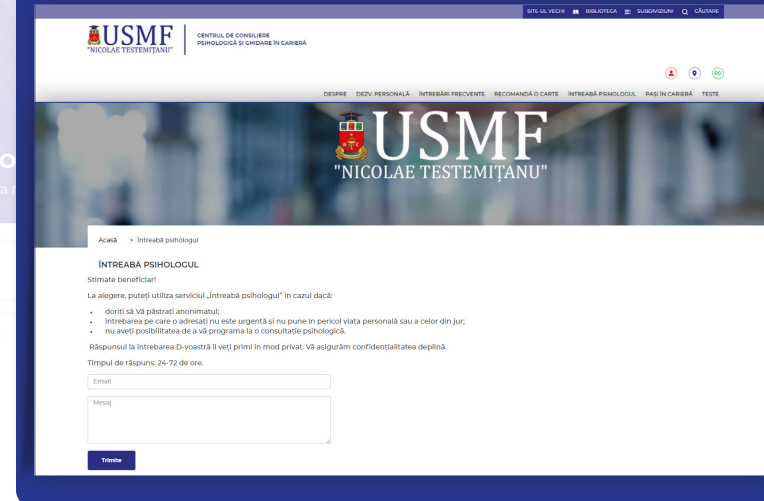 SITE-UL VECHI BIBLIOTECA SUBDIVIZIUNI CĂUTARE
USMF
"NICOLAE TESTEMIȚANU"
CENTRUL DE CONSILIERE
PSIHOLOGICĂ ȘI GHIDARE ÎN CARIERĂ
RO
DESPRE DEZV. PERSONALĂ ÎNTREBĂRI FRECVENTE RECOMANDĂ O CARTE ÎNTREABĂ PSIHOLOGUL PAȘI ÎN CARIERĂ TESTE
USMF
"NICOLAE TESTEMIȚANU"
Acasă > Întreabă psihologul
ÎNTREABĂ PSIHOLOGUL
Stimate beneficiar!
La alegere, puteți utiliza serviciul „Întreabă psihologul” în cazul dacă:
• doriți să Vă păstrați anonimatul;
• întrebarea pe care o adresați nu este urgentă și nu pune în pericol viața personală sau a celor din jur;
• nu aveți posibilitatea de a vă programa la o consultație psihologică.
Răspunsul la întrebarea D-voastră îl veți primi în mod privat. Vă asigurăm confidențialitatea deplină.
Timpul de răspuns: 24-72 de ore.
Email
Mesaj
Trimite